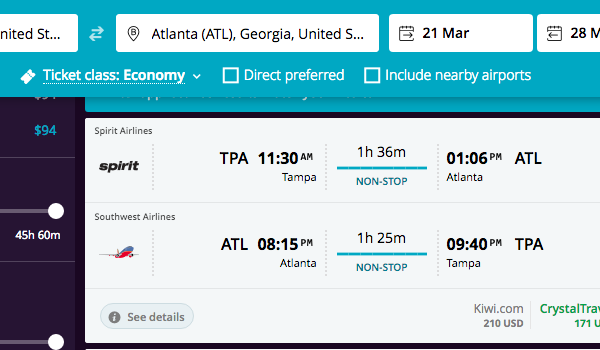 nited St...
Atlanta (ATL), Georgia, United S...
21 Mar
28 M
Ticket class: Economy
Direct preferred
Include nearby airports
$94
Spirit Airlines
spirit
TPA 11:30 AM
Tampa
1h 36m
NON-STOP
01:06 PM ATL
Atlanta
Southwest Airlines
ATL 08:15 PM
Atlanta
1h 25m
NON-STOP
09:40 PM TPA
Tampa
45h 60m
See details
Kiwi.com
210 USD
CrystalTrav
171 U